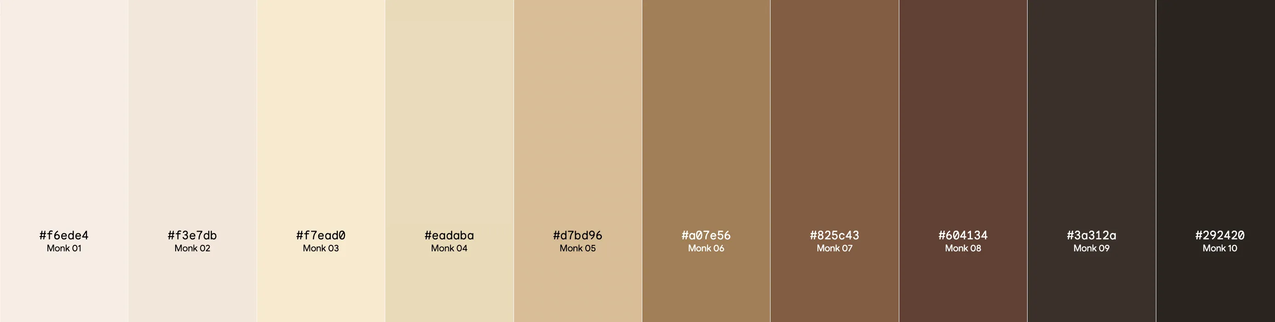 #f6ede4
Monk 01
#f3e7db
Monk 02
#f7ead0
Monk 03
#eadaba
Monk 04
#d7bd96
Monk 05
#a07e56
Monk 06
#825c43
Monk 07
#604134
Monk 08
#3a312a
Monk 09
#292420
Monk 10